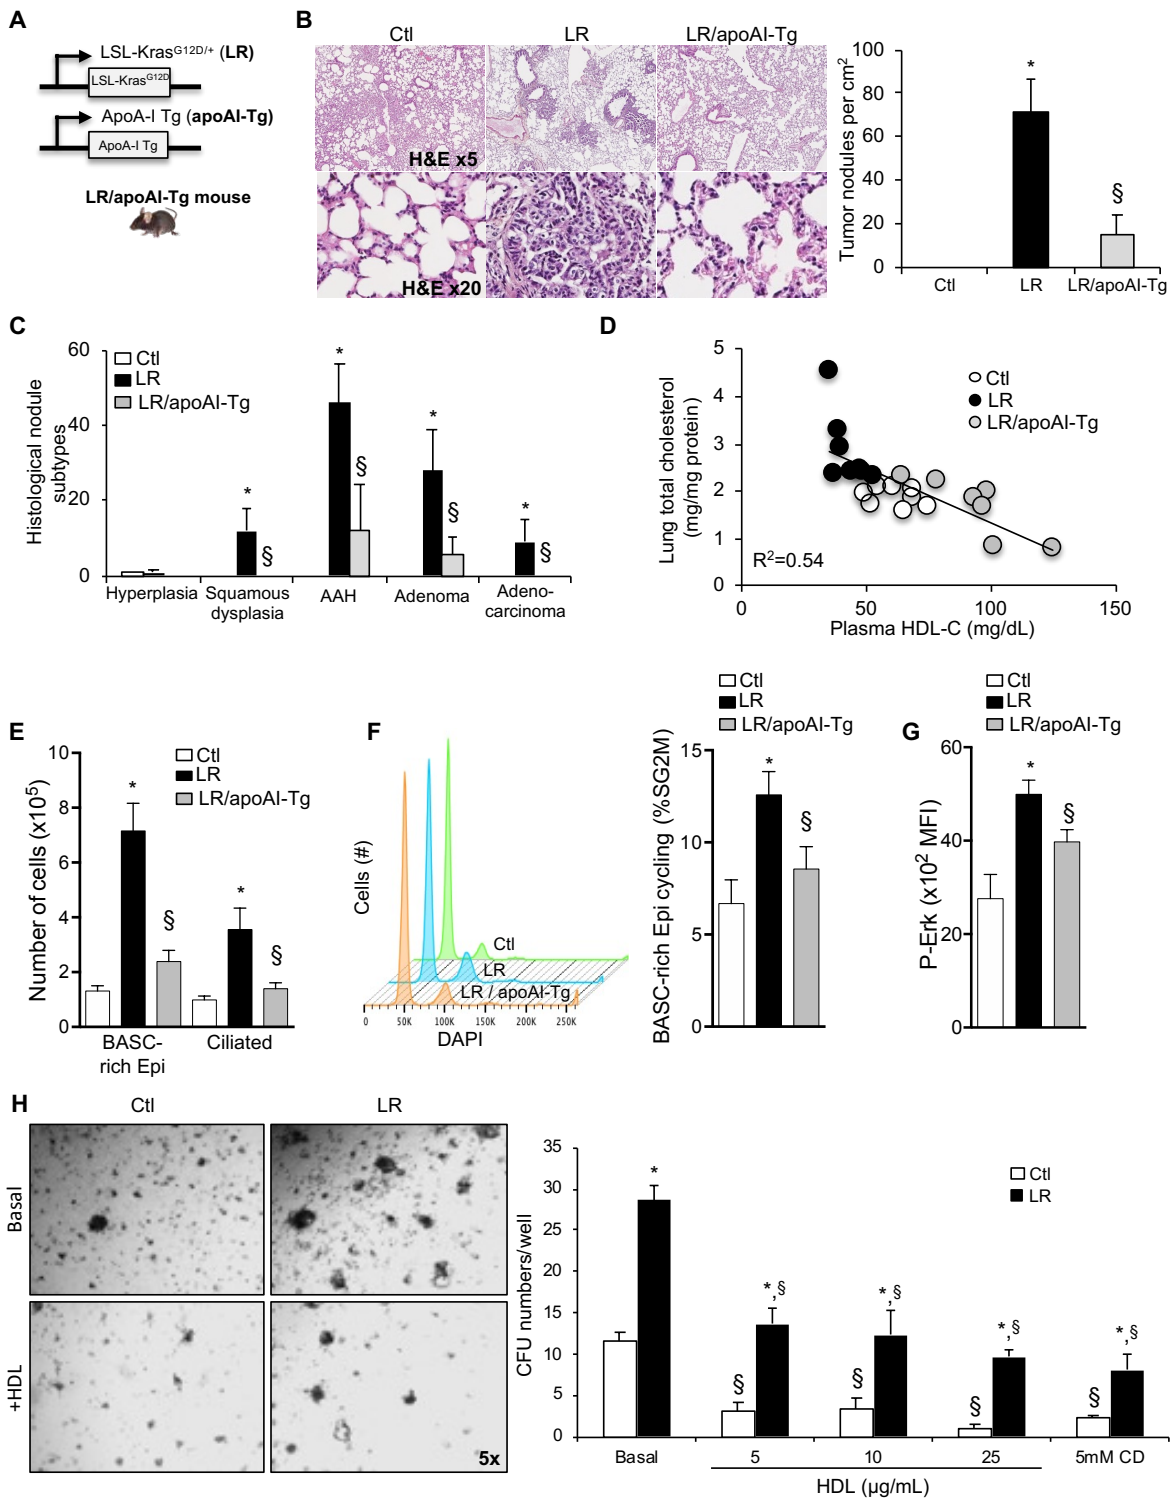 A
LSL-Kras^G12D/+ (LR)
LSL-Kras^G12D
ApoA-I Tg (apoAI-Tg)
ApoA-I Tg
LR/apoAI-Tg mouse
B
Ctl
LR
LR/apoAI-Tg
H&E x5
H&E x20
Tumor nodules per cm²
100
80
60
40
20
0
*
§
Ctl
LR
LR/apoAI-Tg
C
Histological nodule
subtypes
60
40
20
0
Ctl
LR
LR/apoAI-Tg
*
§
*
§
*
§
*
§
Hyperplasia
Squamous
dysplasia
AAH
Adenoma
Adeno-
carcinoma
D
Lung total cholesterol
(mg/mg protein)
5
4
3
2
1
0
Ctl
LR
LR/apoAI-Tg
R²=0.54
0
50
100
150
Plasma HDL-C (mg/dL)
E
Number of cells (x10⁵)
10
8
6
4
2
0
Ctl
LR
LR/apoAI-Tg
*
§
*
§
BASC-
rich Epi
Ciliated
F
Cells (#)
Ctl
LR
LR / apoAI-Tg
0
50K
100K
150K
200K
250K
DAPI
Ctl
LR
LR/apoAI-Tg
BASC-rich Epi cycling (%SG2M)
15
10
5
0
*
§
G
Ctl
LR
LR/apoAI-Tg
P-Erk (x10² MFI)
60
40
20
0
*
§
H
Ctl
LR
Basal
+HDL
5x
CFU numbers/well
35
30
25
20
15
10
5
0
Ctl
LR
*
§
*,§
§
*,§
§
*,§
§
*,§
Basal
5
10
25
5mM CD
HDL (µg/mL)